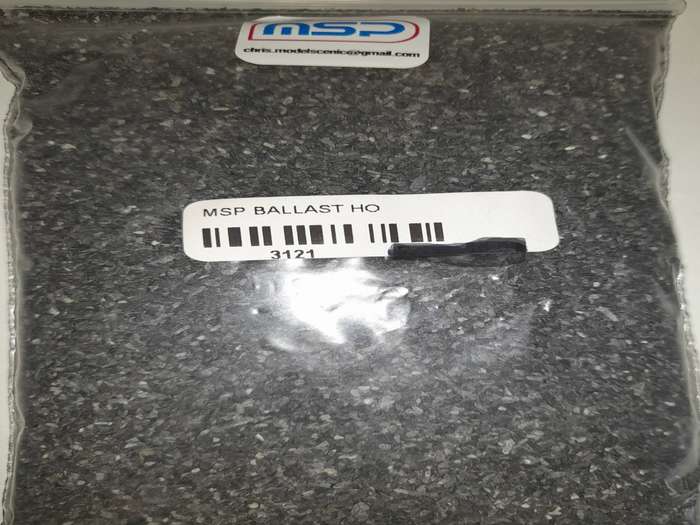 msp
chris.modelscenic@gmail.com
MSP BALLAST HO
3121